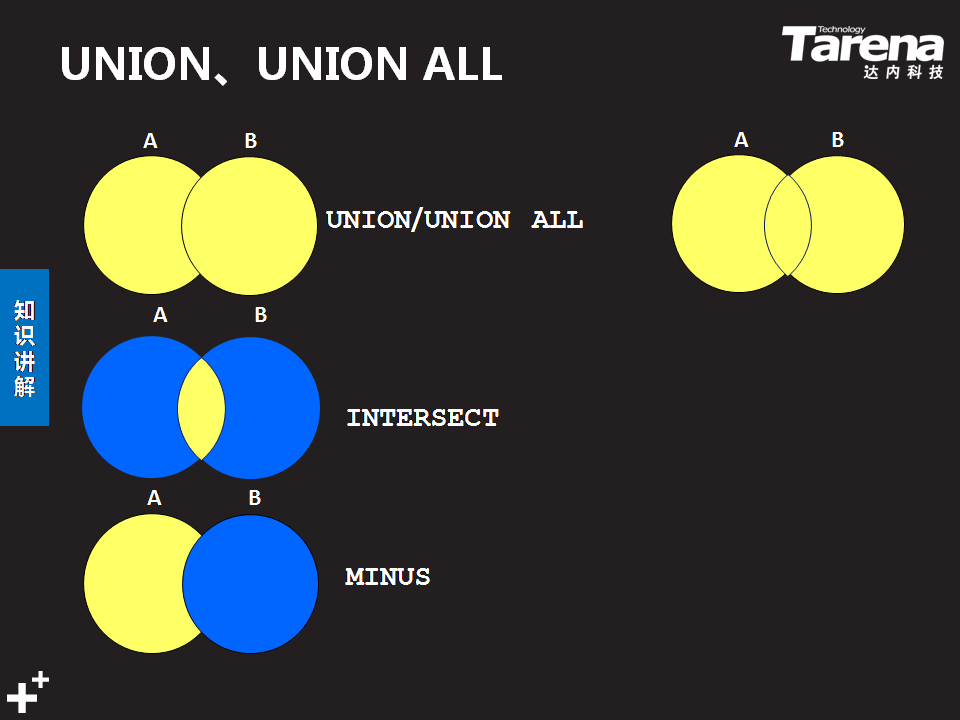 UNION、UNION ALL
Technology
Tarena
达内科技
A B
UNION/UNION ALL
A B
知识讲解
A B
INTERSECT
A B
MINUS